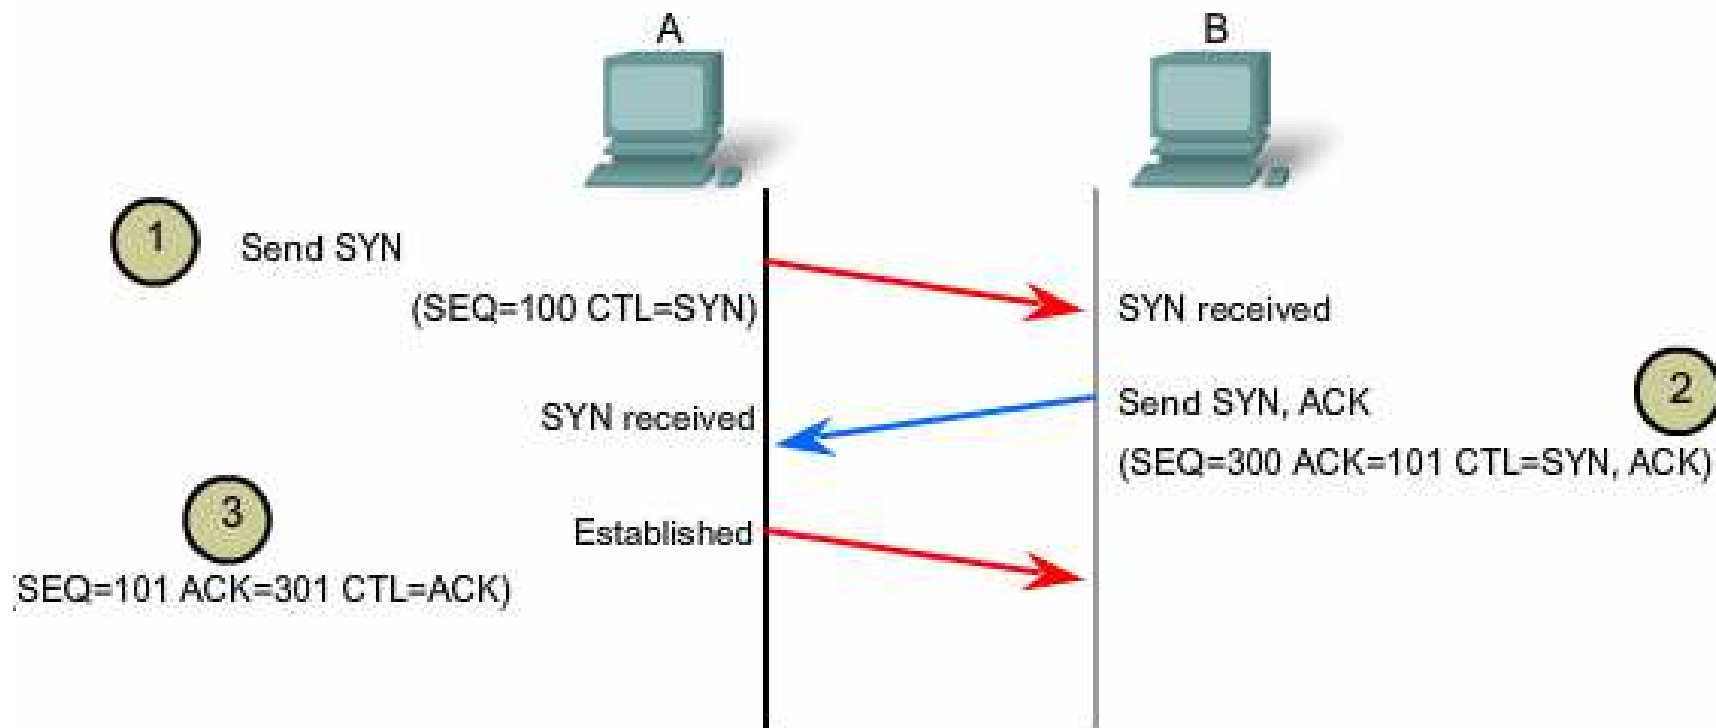 A
B
1
Send SYN
(SEQ=100 CTL=SYN)
SYN received
SYN received
Send SYN, ACK
2
(SEQ=300 ACK=101 CTL=SYN, ACK)
3
Established
(SEQ=101 ACK=301 CTL=ACK)